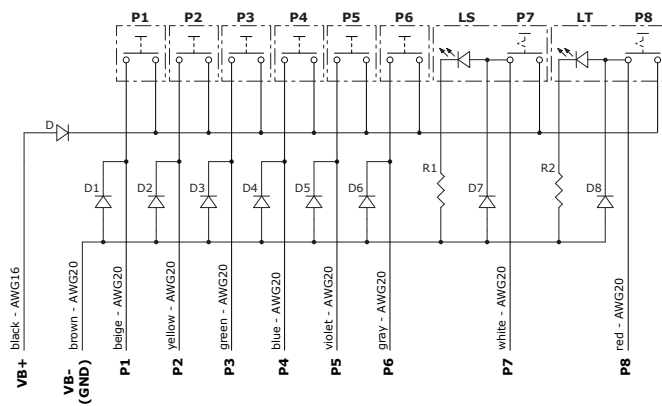 P1 P2 P3 P4 P5 P6 LS P7 LT P8
D
R1 R2
D1 D2 D3 D4 D5 D6 D7 D8
black - AWG16
brown - AWG20
beige - AWG20
yellow - AWG20
green - AWG20
blue - AWG20
violet - AWG20
gray - AWG20
white - AWG20
red - AWG20
VB+
VB-
(GND)
P1
P2
P3
P4
P5
P6
P7
P8